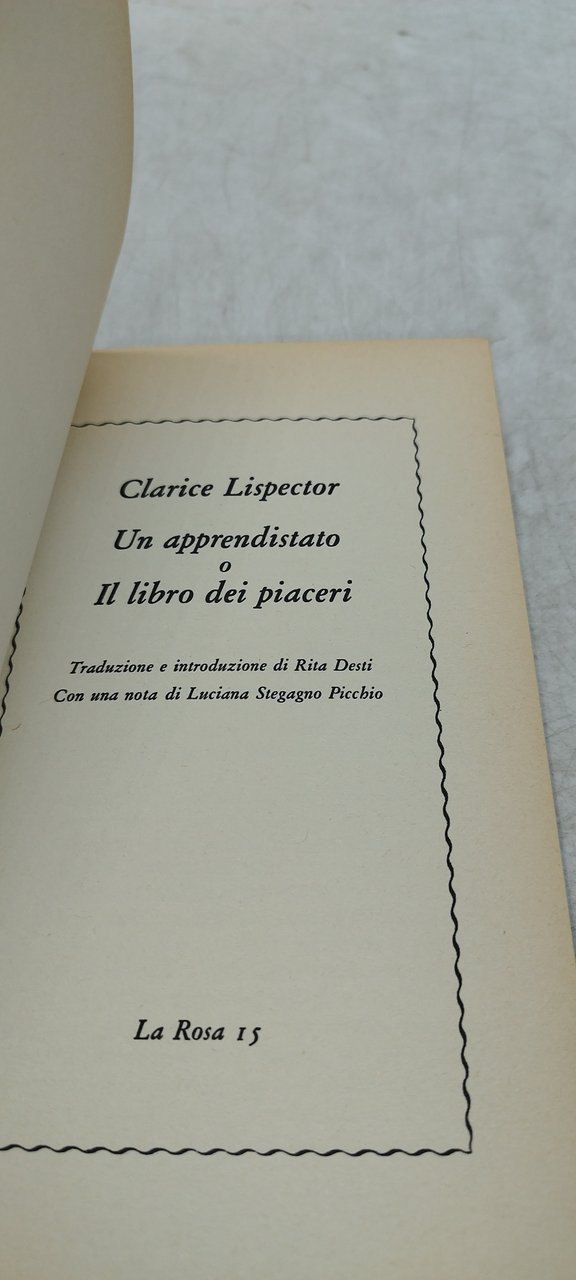 Clarice Lispector
Un apprendistato
o
Il libro dei piaceri
Traduzione e introduzione di Rita Desti
Con una nota di Luciana Stegagno Picchio
La Rosa 15